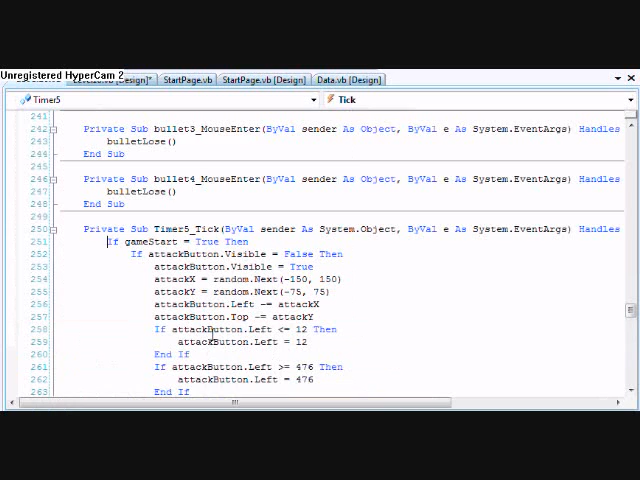 Unregistered HyperCam 2
[Design]* StartPage.vb StartPage.vb [Design] Data.vb [Design]
Timer5 Tick
241
242 Private Sub bullet3_MouseEnter(ByVal sender As Object, ByVal e As System.EventArgs) Handles
243 bulletLose()
244 End Sub
245
246 Private Sub bullet4_MouseEnter(ByVal sender As Object, ByVal e As System.EventArgs) Handles
247 bulletLose()
248 End Sub
249
250 Private Sub Timer5_Tick(ByVal sender As System.Object, ByVal e As System.EventArgs) Handles
251 If gameStart = True Then
252 If attackButton.Visible = False Then
253 attackButton.Visible = True
254 attackX = random.Next(-150, 150)
255 attackY = random.Next(-75, 75)
256 attackButton.Left -= attackX
257 attackButton.Top -= attackY
258 If attackButton.Left <= 12 Then
259 attackButton.Left = 12
260 End If
261 If attackButton.Left >= 476 Then
262 attackButton.Left = 476
263 End If